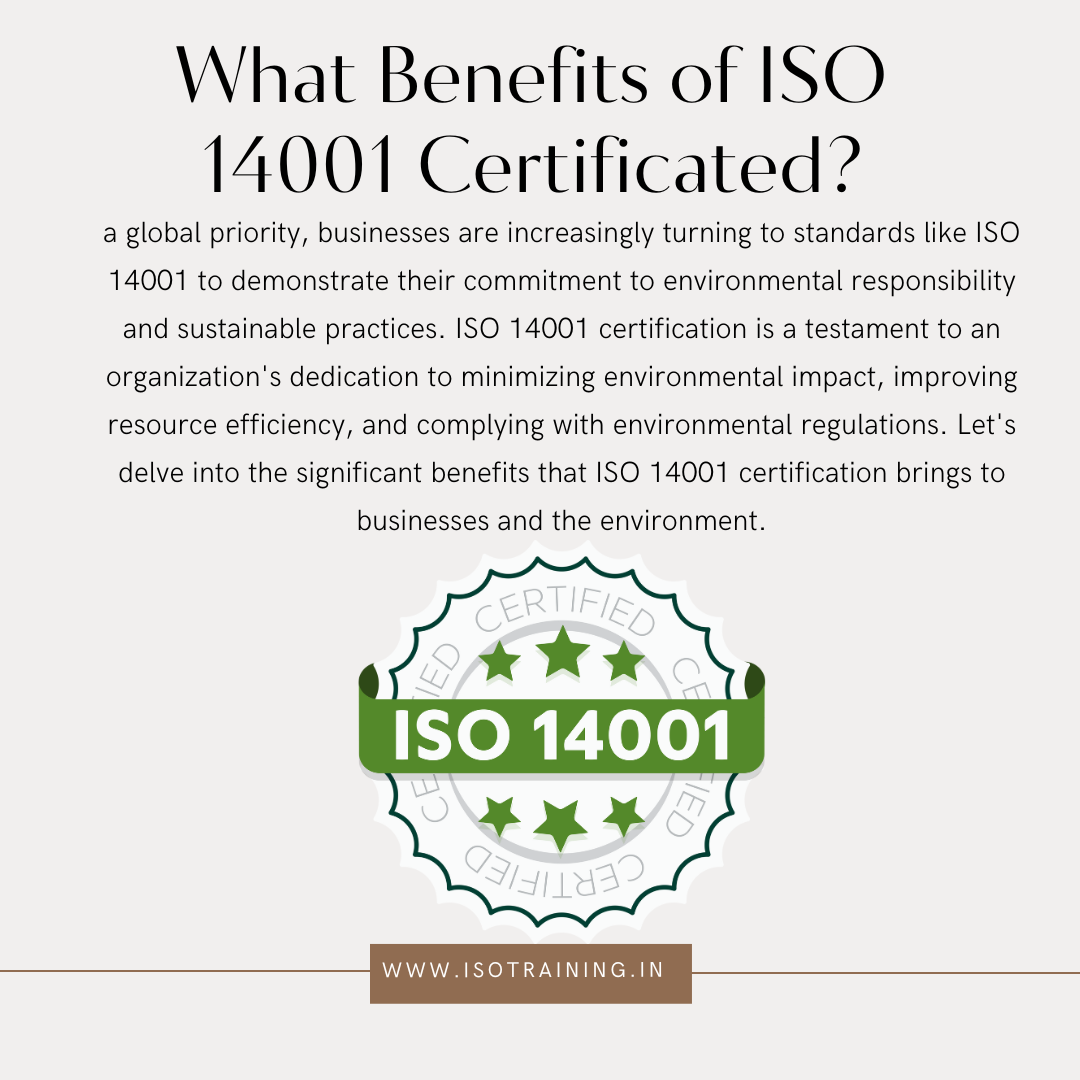 What Benefits of ISO
14001 Certificated?
a global priority, businesses are increasingly turning to standards like ISO
14001 to demonstrate their commitment to environmental responsibility
and sustainable practices. ISO 14001 certification is a testament to an
organization's dedication to minimizing environmental impact, improving
resource efficiency, and complying with environmental regulations. Let's
delve into the significant benefits that ISO 14001 certification brings to
businesses and the environment.
CERTIFIED
ISO 14001
CERTIFIED
WWW.ISOTRAINING.IN